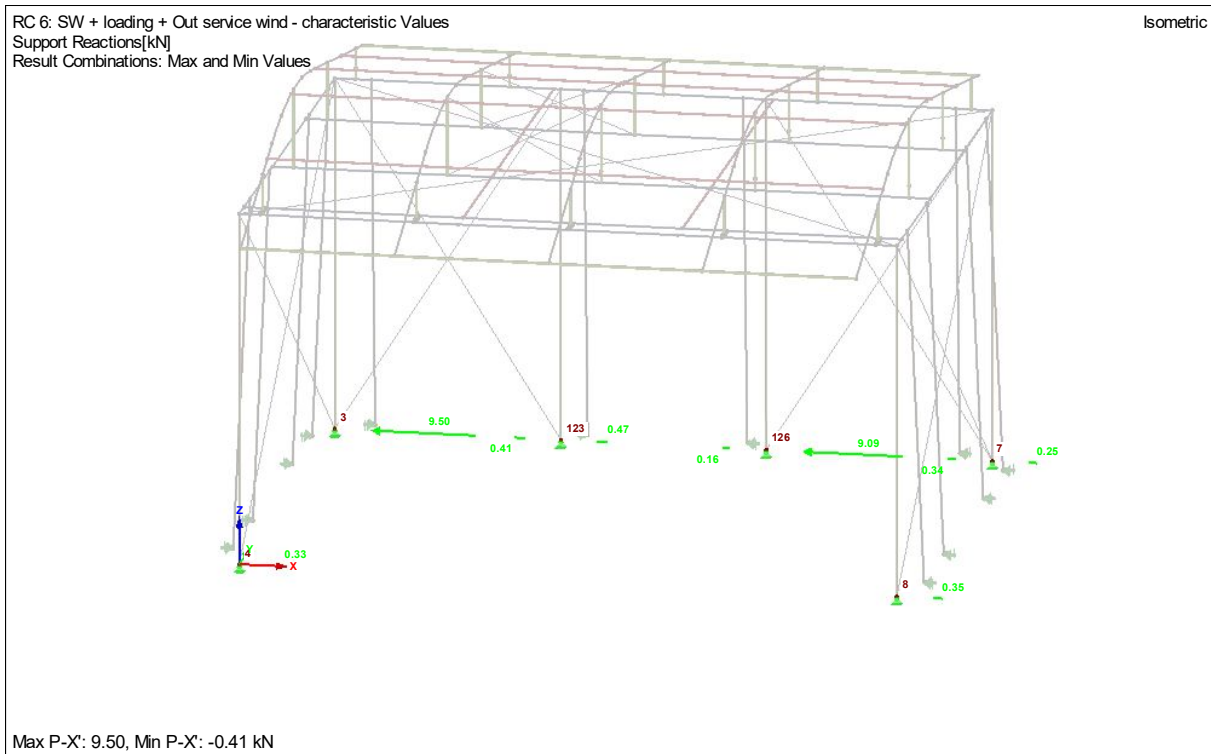 RC 6: SW + loading + Out service wind - characteristic Values
Isometric
Support Reactions[kN]
Result Combinations: Max and Min Values
3
9.50
0.41
123
0.47
126
0.16
9.09
0.34
7
0.25
Z
Y
4
0.33
X
8
0.35
Max P-X': 9.50, Min P-X': -0.41 kN